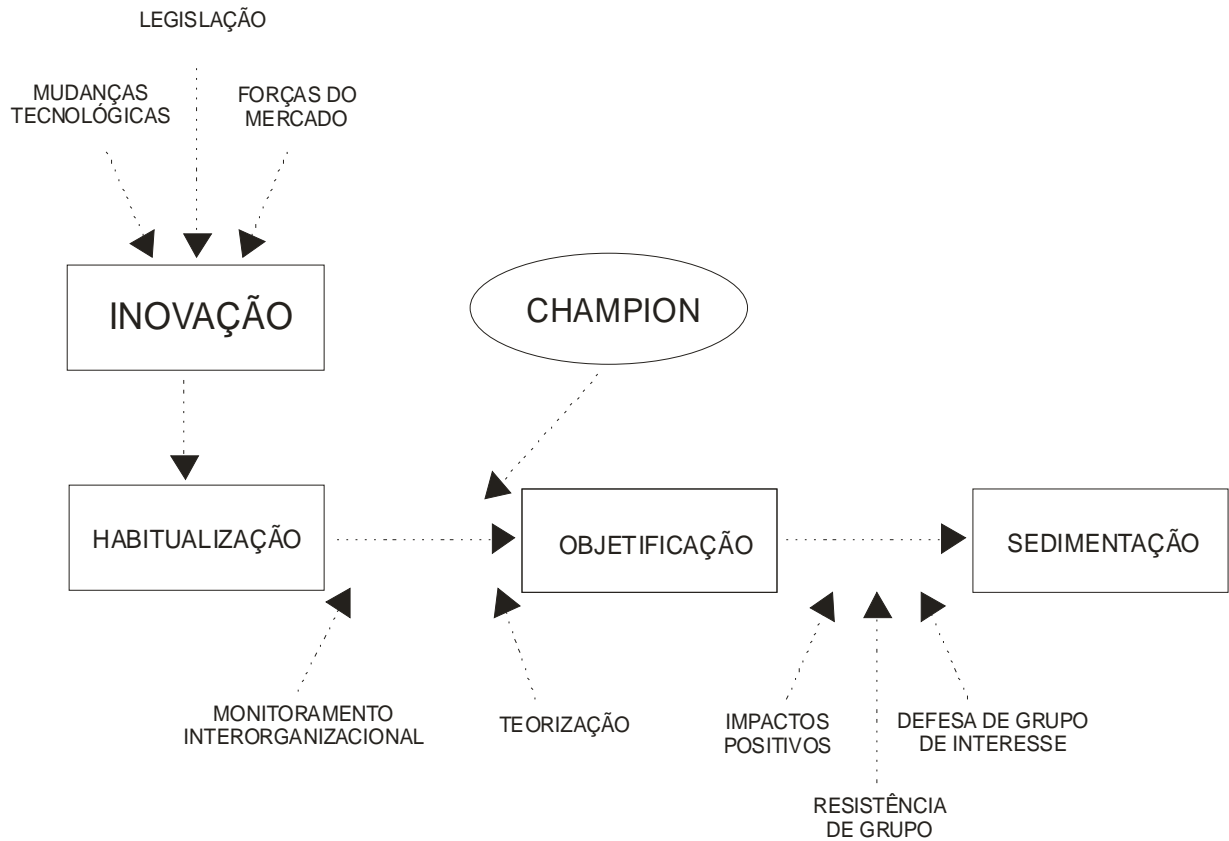 LEGISLAÇÃO
MUDANÇAS
TECNOLÓGICAS
FORÇAS DO
MERCADO
INOVAÇÃO
CHAMPION
HABITUALIZAÇÃO
OBJETIFICAÇÃO
SEDIMENTAÇÃO
MONITORAMENTO
INTERORGANIZACIONAL
TEORIZAÇÃO
IMPACTOS
POSITIVOS
DEFESA DE GRUPO
DE INTERESSE
RESISTÊNCIA
DE GRUPO